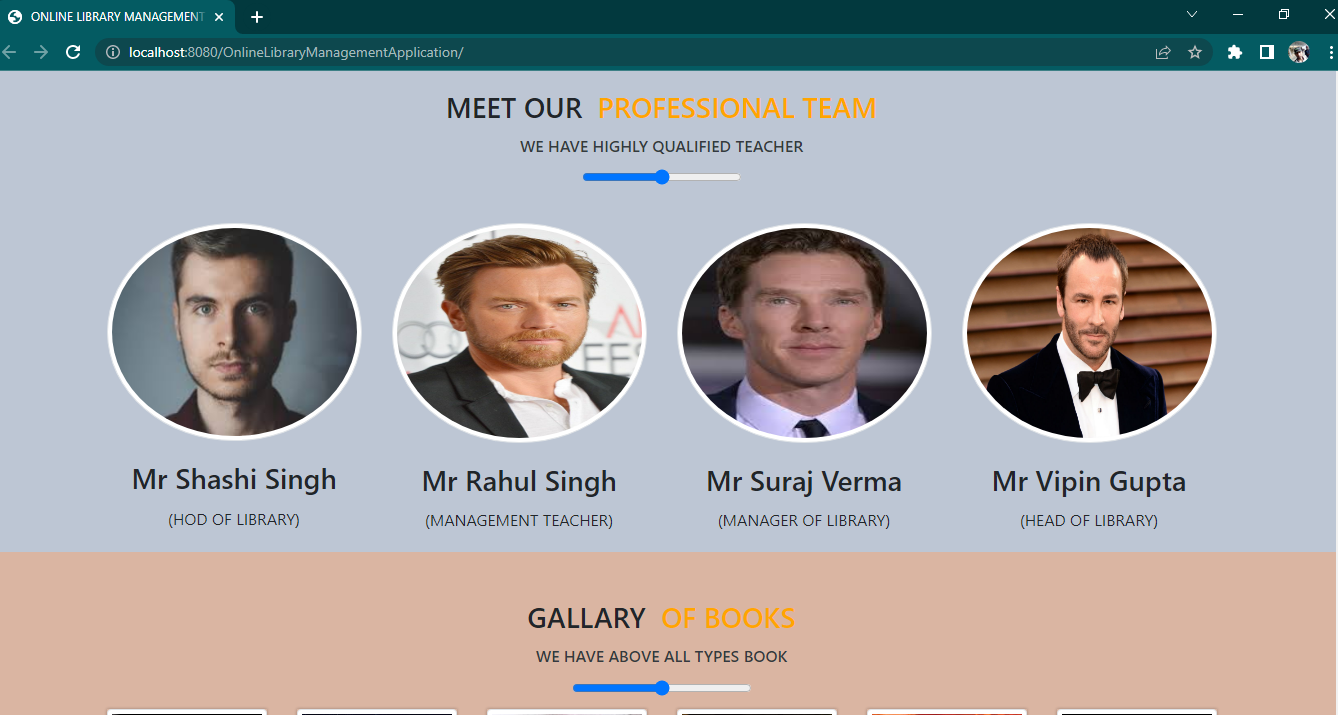 ONLINE LIBRARY MANAGEMENT
localhost:8080/OnlineLibraryManagementApplication/
MEET OUR PROFESSIONAL TEAM
WE HAVE HIGHLY QUALIFIED TEACHER
Mr Shashi Singh
Mr Rahul Singh
Mr Suraj Verma
Mr Vipin Gupta
(HOD OF LIBRARY)
(MANAGEMENT TEACHER)
(MANAGER OF LIBRARY)
(HEAD OF LIBRARY)
GALLARY OF BOOKS
WE HAVE ABOVE ALL TYPES BOOK